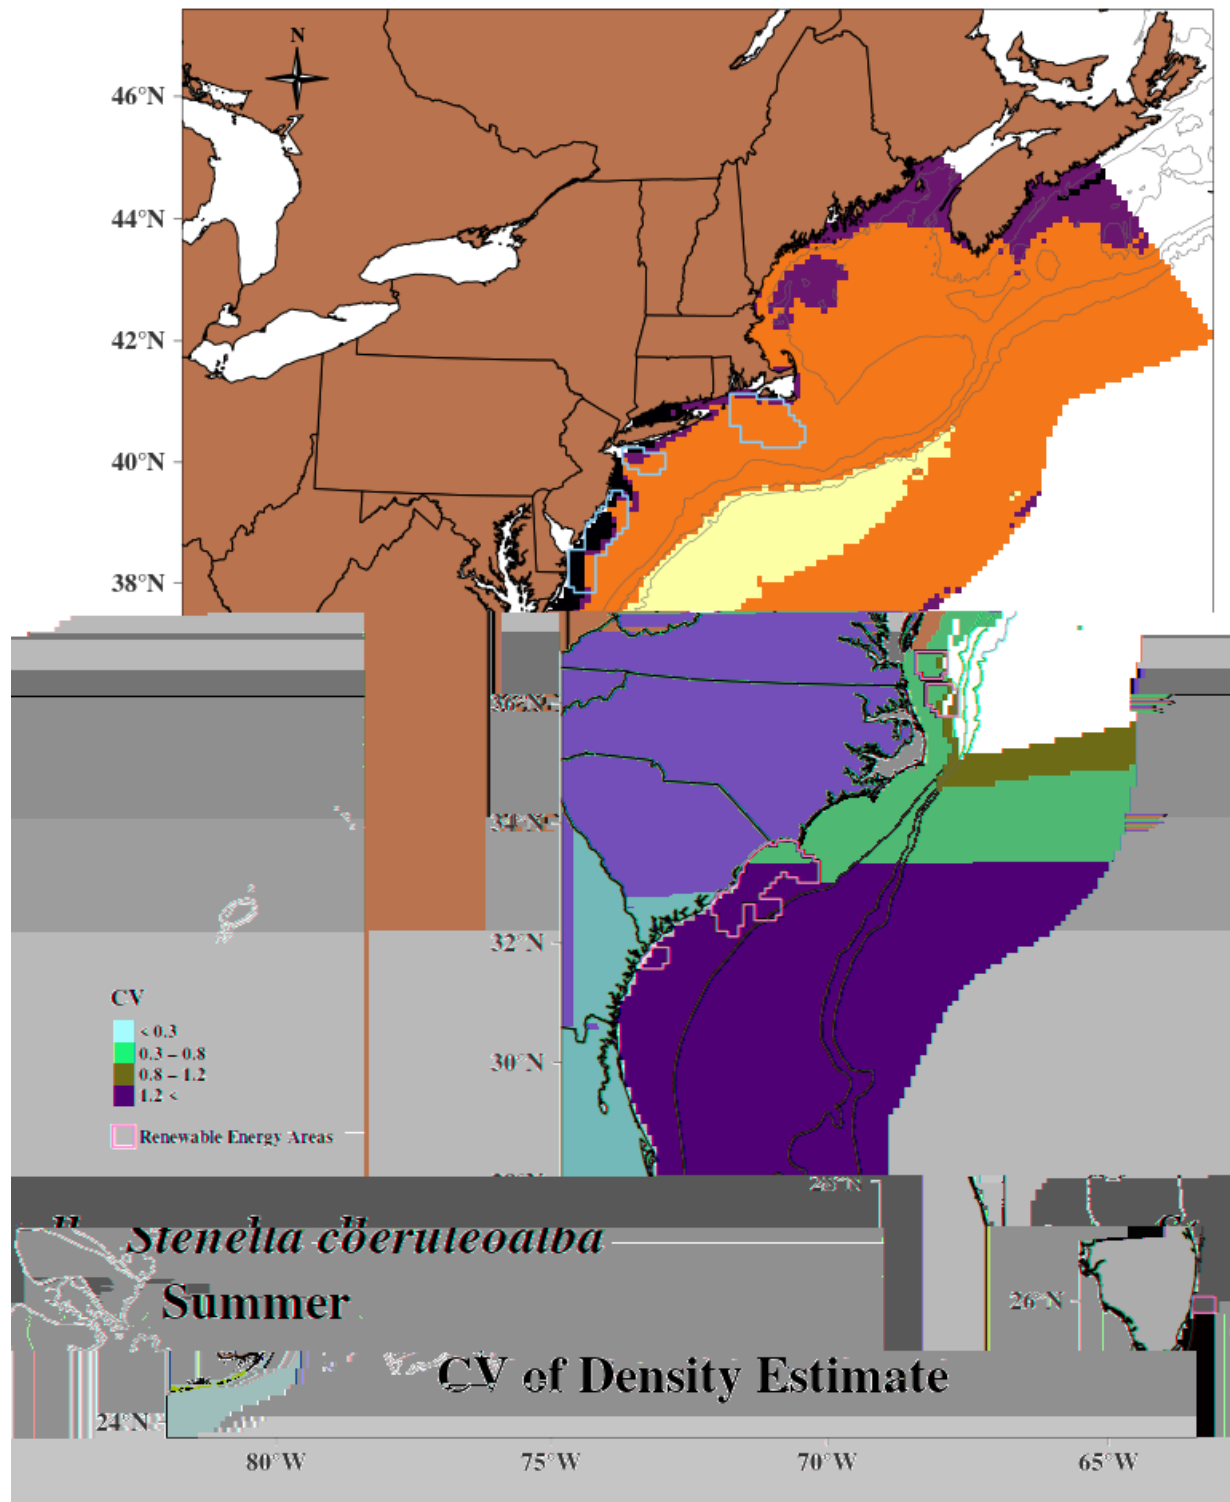 N
46°N
44°N
42°N
40°N
38°N
36°N
34°N
32°N
30°N
CV
< 0.3
0.3 – 0.8
0.8 – 1.2
1.2 <
Renewable Energy Areas
28°N
Stenella coeruleoalba
Summer
26°N
CV of Density Estimate
24°N
80°W 75°W 70°W 65°W